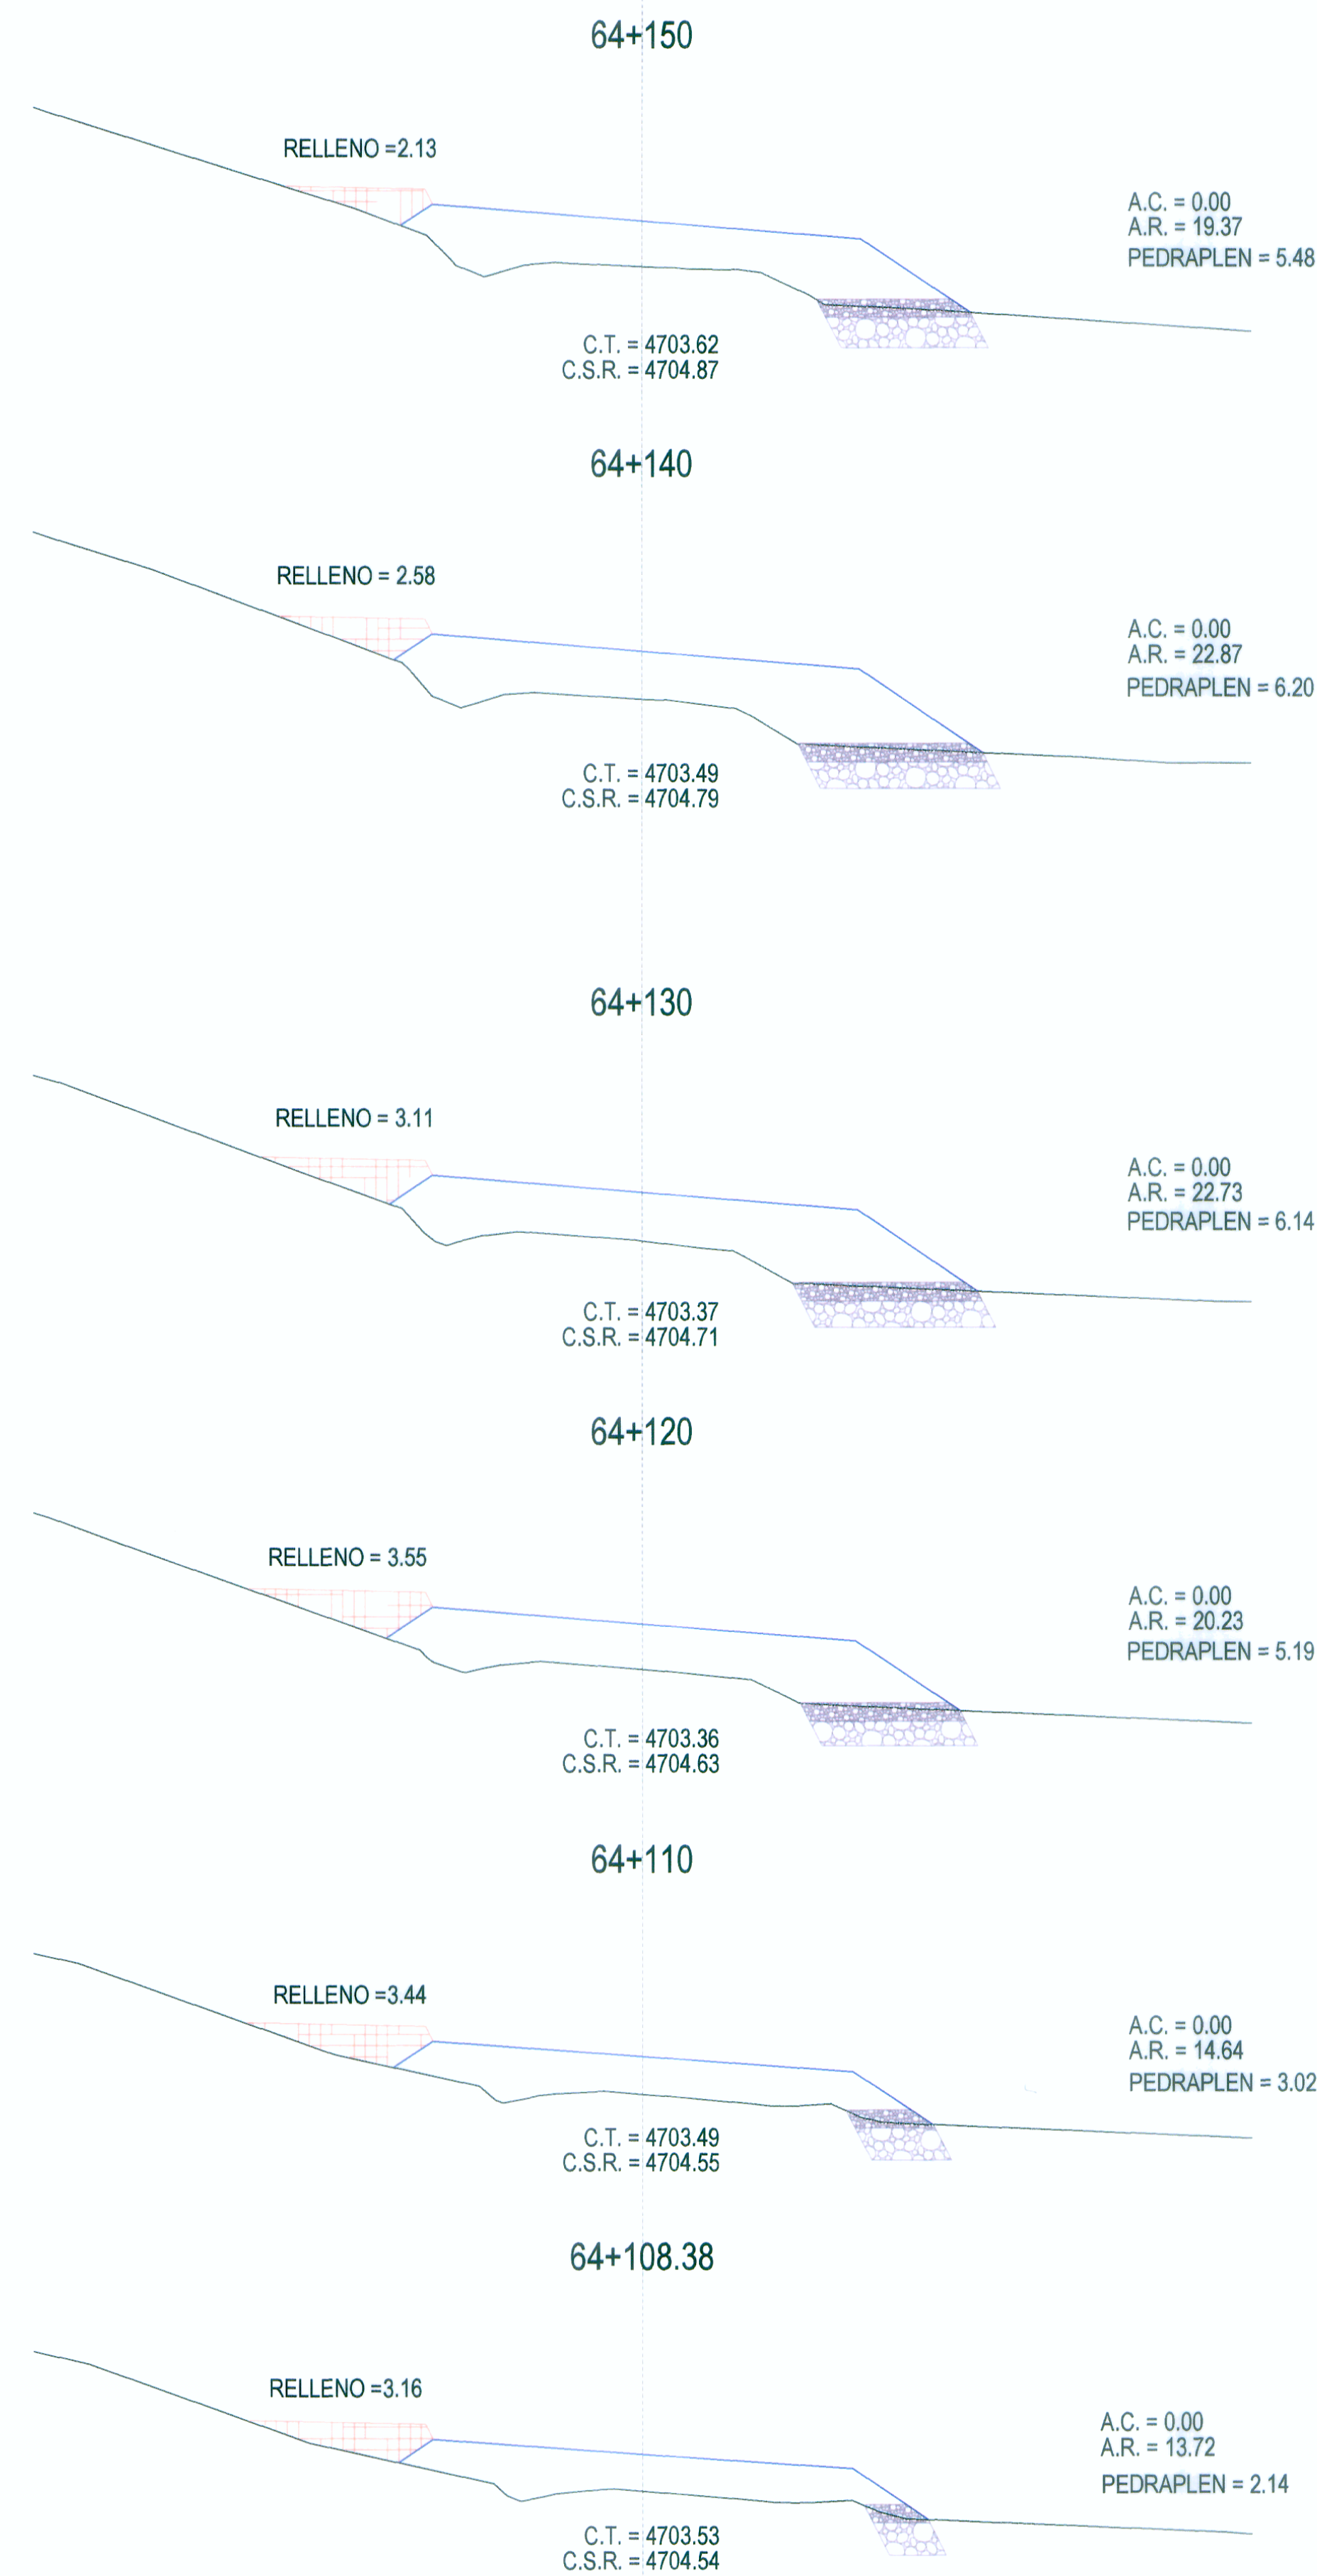 64+150
RELLENO =2.13
A.C. = 0.00
A.R. = 19.37
PEDRAPLEN = 5.48
C.T. = 4703.62
C.S.R. = 4704.87
64+140
RELLENO = 2.58
A.C. = 0.00
A.R. = 22.87
PEDRAPLEN = 6.20
C.T. = 4703.49
C.S.R. = 4704.79
64+130
RELLENO = 3.11
A.C. = 0.00
A.R. = 22.73
PEDRAPLEN = 6.14
C.T. = 4703.37
C.S.R. = 4704.71
64+120
RELLENO = 3.55
A.C. = 0.00
A.R. = 20.23
PEDRAPLEN = 5.19
C.T. = 4703.36
C.S.R. = 4704.63
64+110
RELLENO =3.44
A.C. = 0.00
A.R. = 14.64
PEDRAPLEN = 3.02
C.T. = 4703.49
C.S.R. = 4704.55
64+108.38
RELLENO =3.16
A.C. = 0.00
A.R. = 13.72
PEDRAPLEN = 2.14
C.T. = 4703.53
C.S.R. = 4704.54